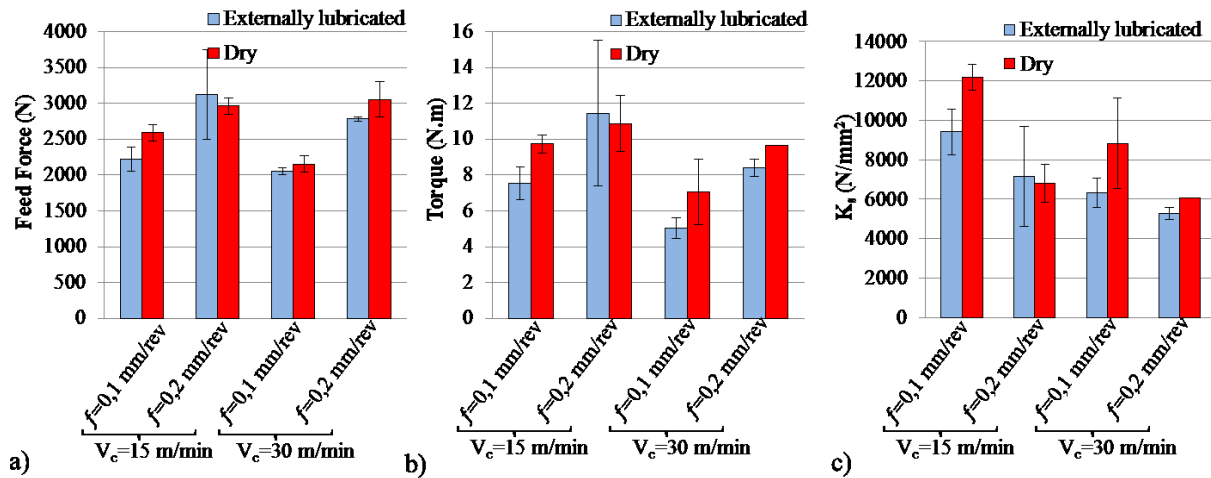 Externally lubricated
Dry
Feed Force (N)
4000
3500
3000
2500
2000
1500
1000
500
0
f=0,1 mm/rev
f=0,2 mm/rev
f=0,1 mm/rev
f=0,2 mm/rev
Vc=15 m/min
Vc=30 m/min
a)
Externally lubricated
Dry
Torque (N.m)
16
14
12
10
8
6
4
2
0
f=0,1 mm/rev
f=0,2 mm/rev
f=0,1 mm/rev
f=0,2 mm/rev
Vc=15 m/min
Vc=30 m/min
b)
Externally lubricated
Dry
Ks (N/mm²)
14000
12000
10000
8000
6000
4000
2000
0
f=0,1 mm/rev
f=0,2 mm/rev
f=0,1 mm/rev
f=0,2 mm/rev
Vc=15 m/min
Vc=30 m/min
c)